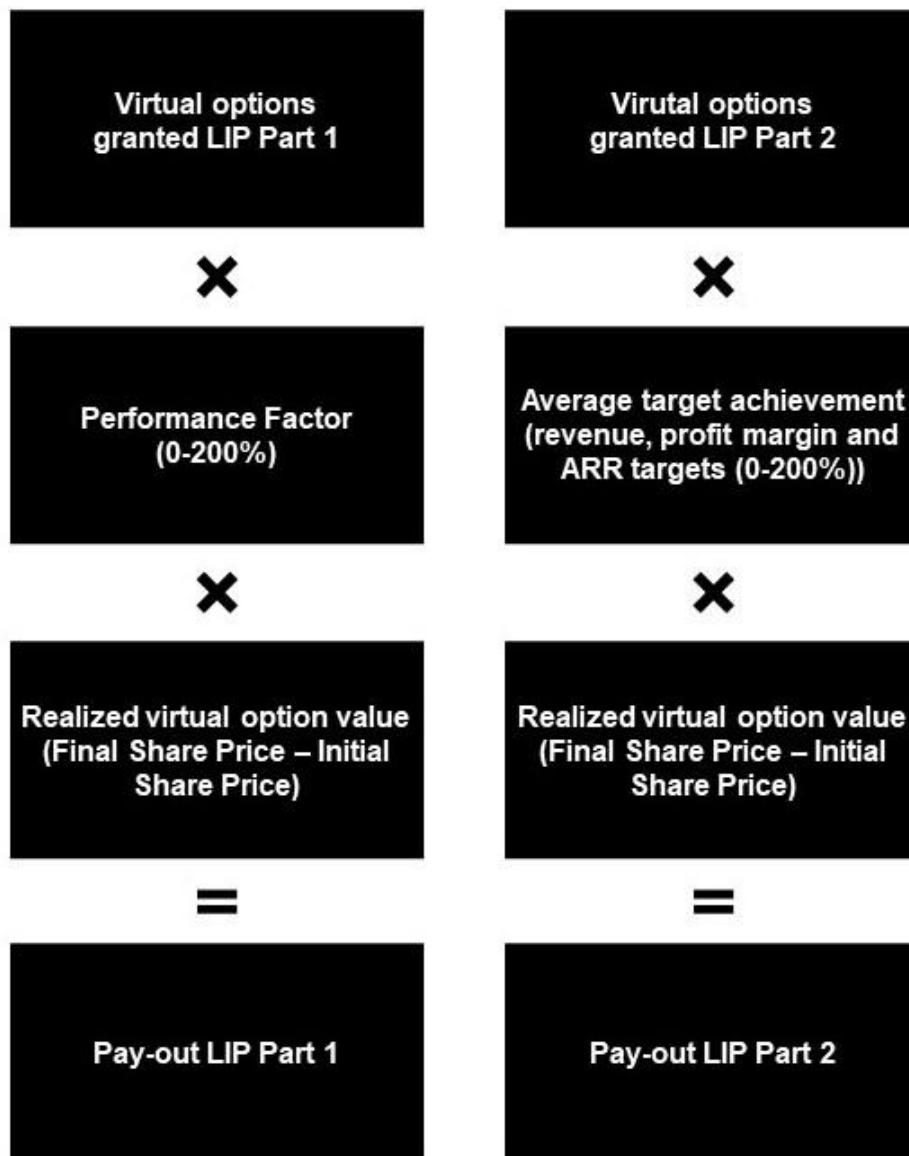 Virtual options
granted LIP Part 1
×
Performance Factor
(0-200%)
×
Realized virtual option value
(Final Share Price – Initial
Share Price)
=
Pay-out LIP Part 1
Virutal options
granted LIP Part 2
×
Average target achievement
(revenue, profit margin and
ARR targets (0-200%))
×
Realized virtual option value
(Final Share Price – Initial
Share Price)
=
Pay-out LIP Part 2